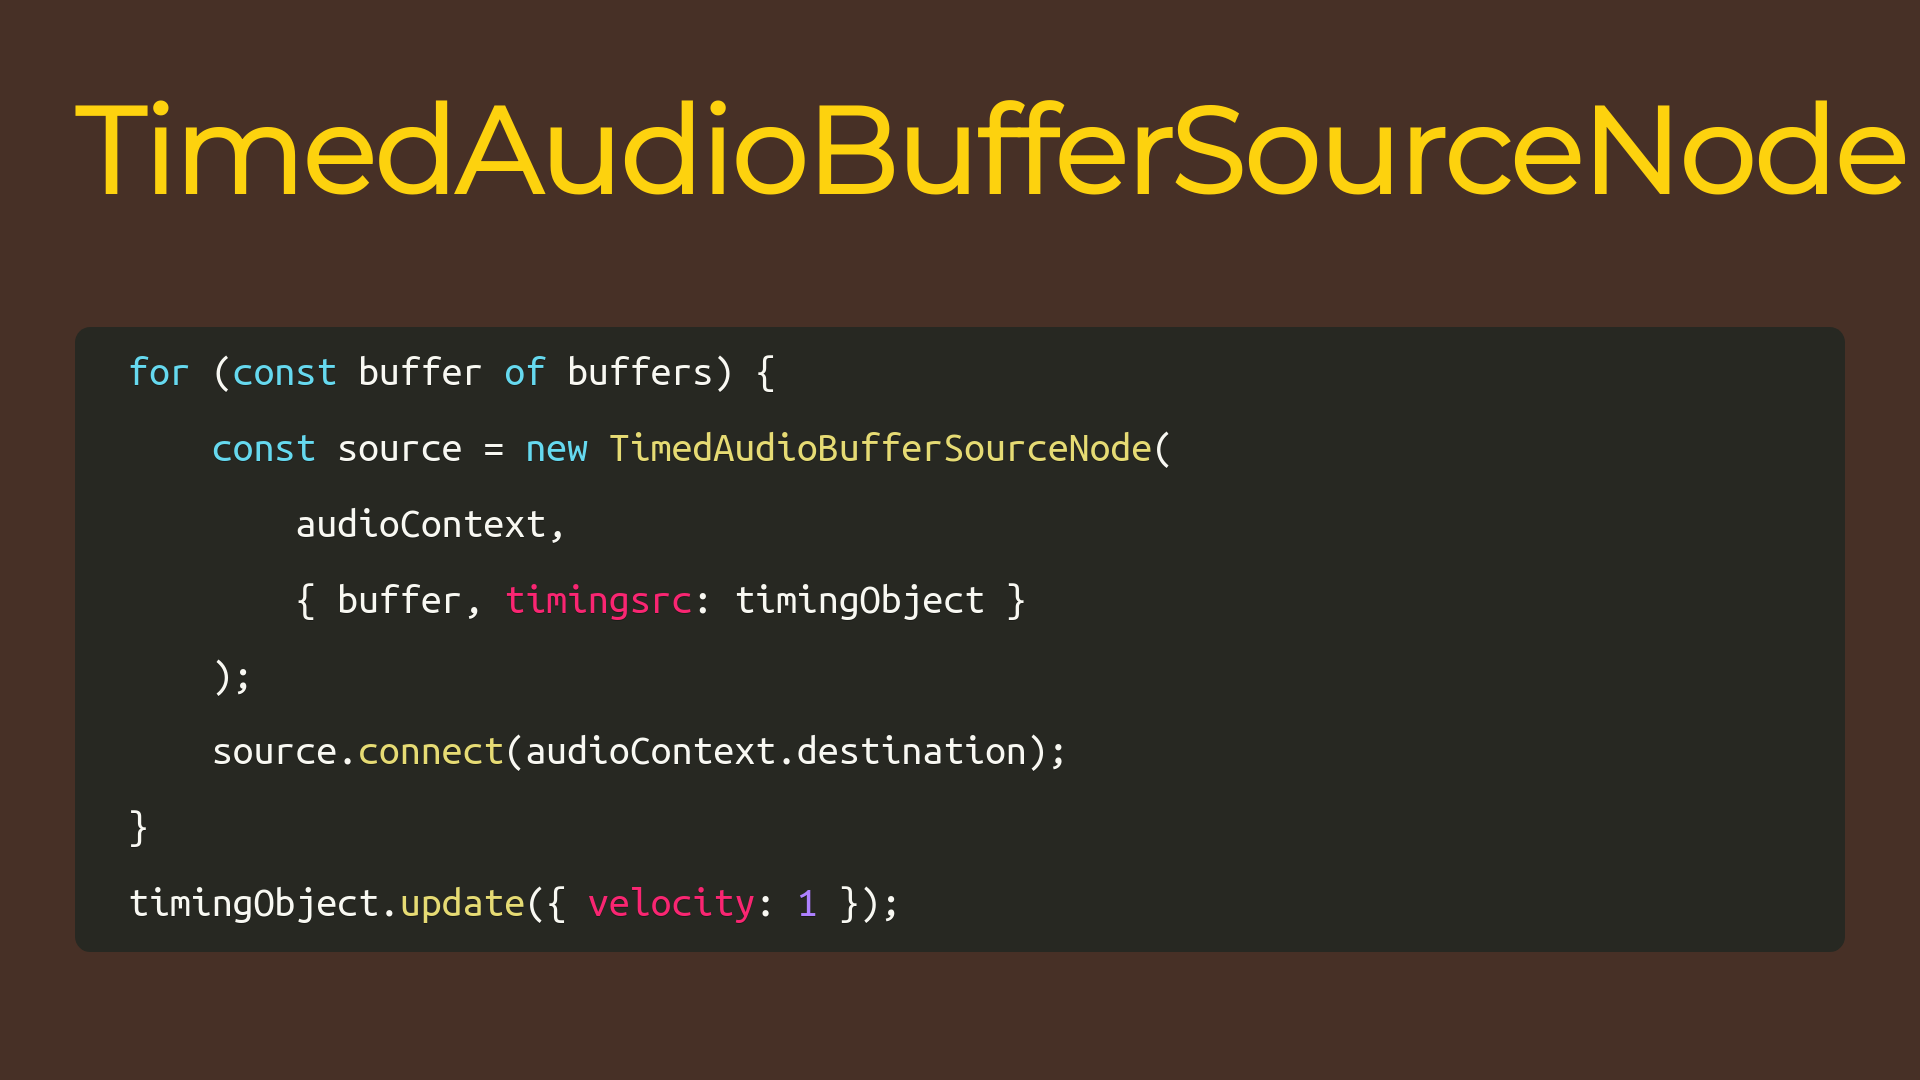 TimedAudioBufferSourceNode
for (const buffer of buffers) {
    const source = new TimedAudioBufferSourceNode(
        audioContext,
        { buffer, timingsrc: timingObject }
    );
    source.connect(audioContext.destination);
}
timingObject.update({ velocity: 1 });